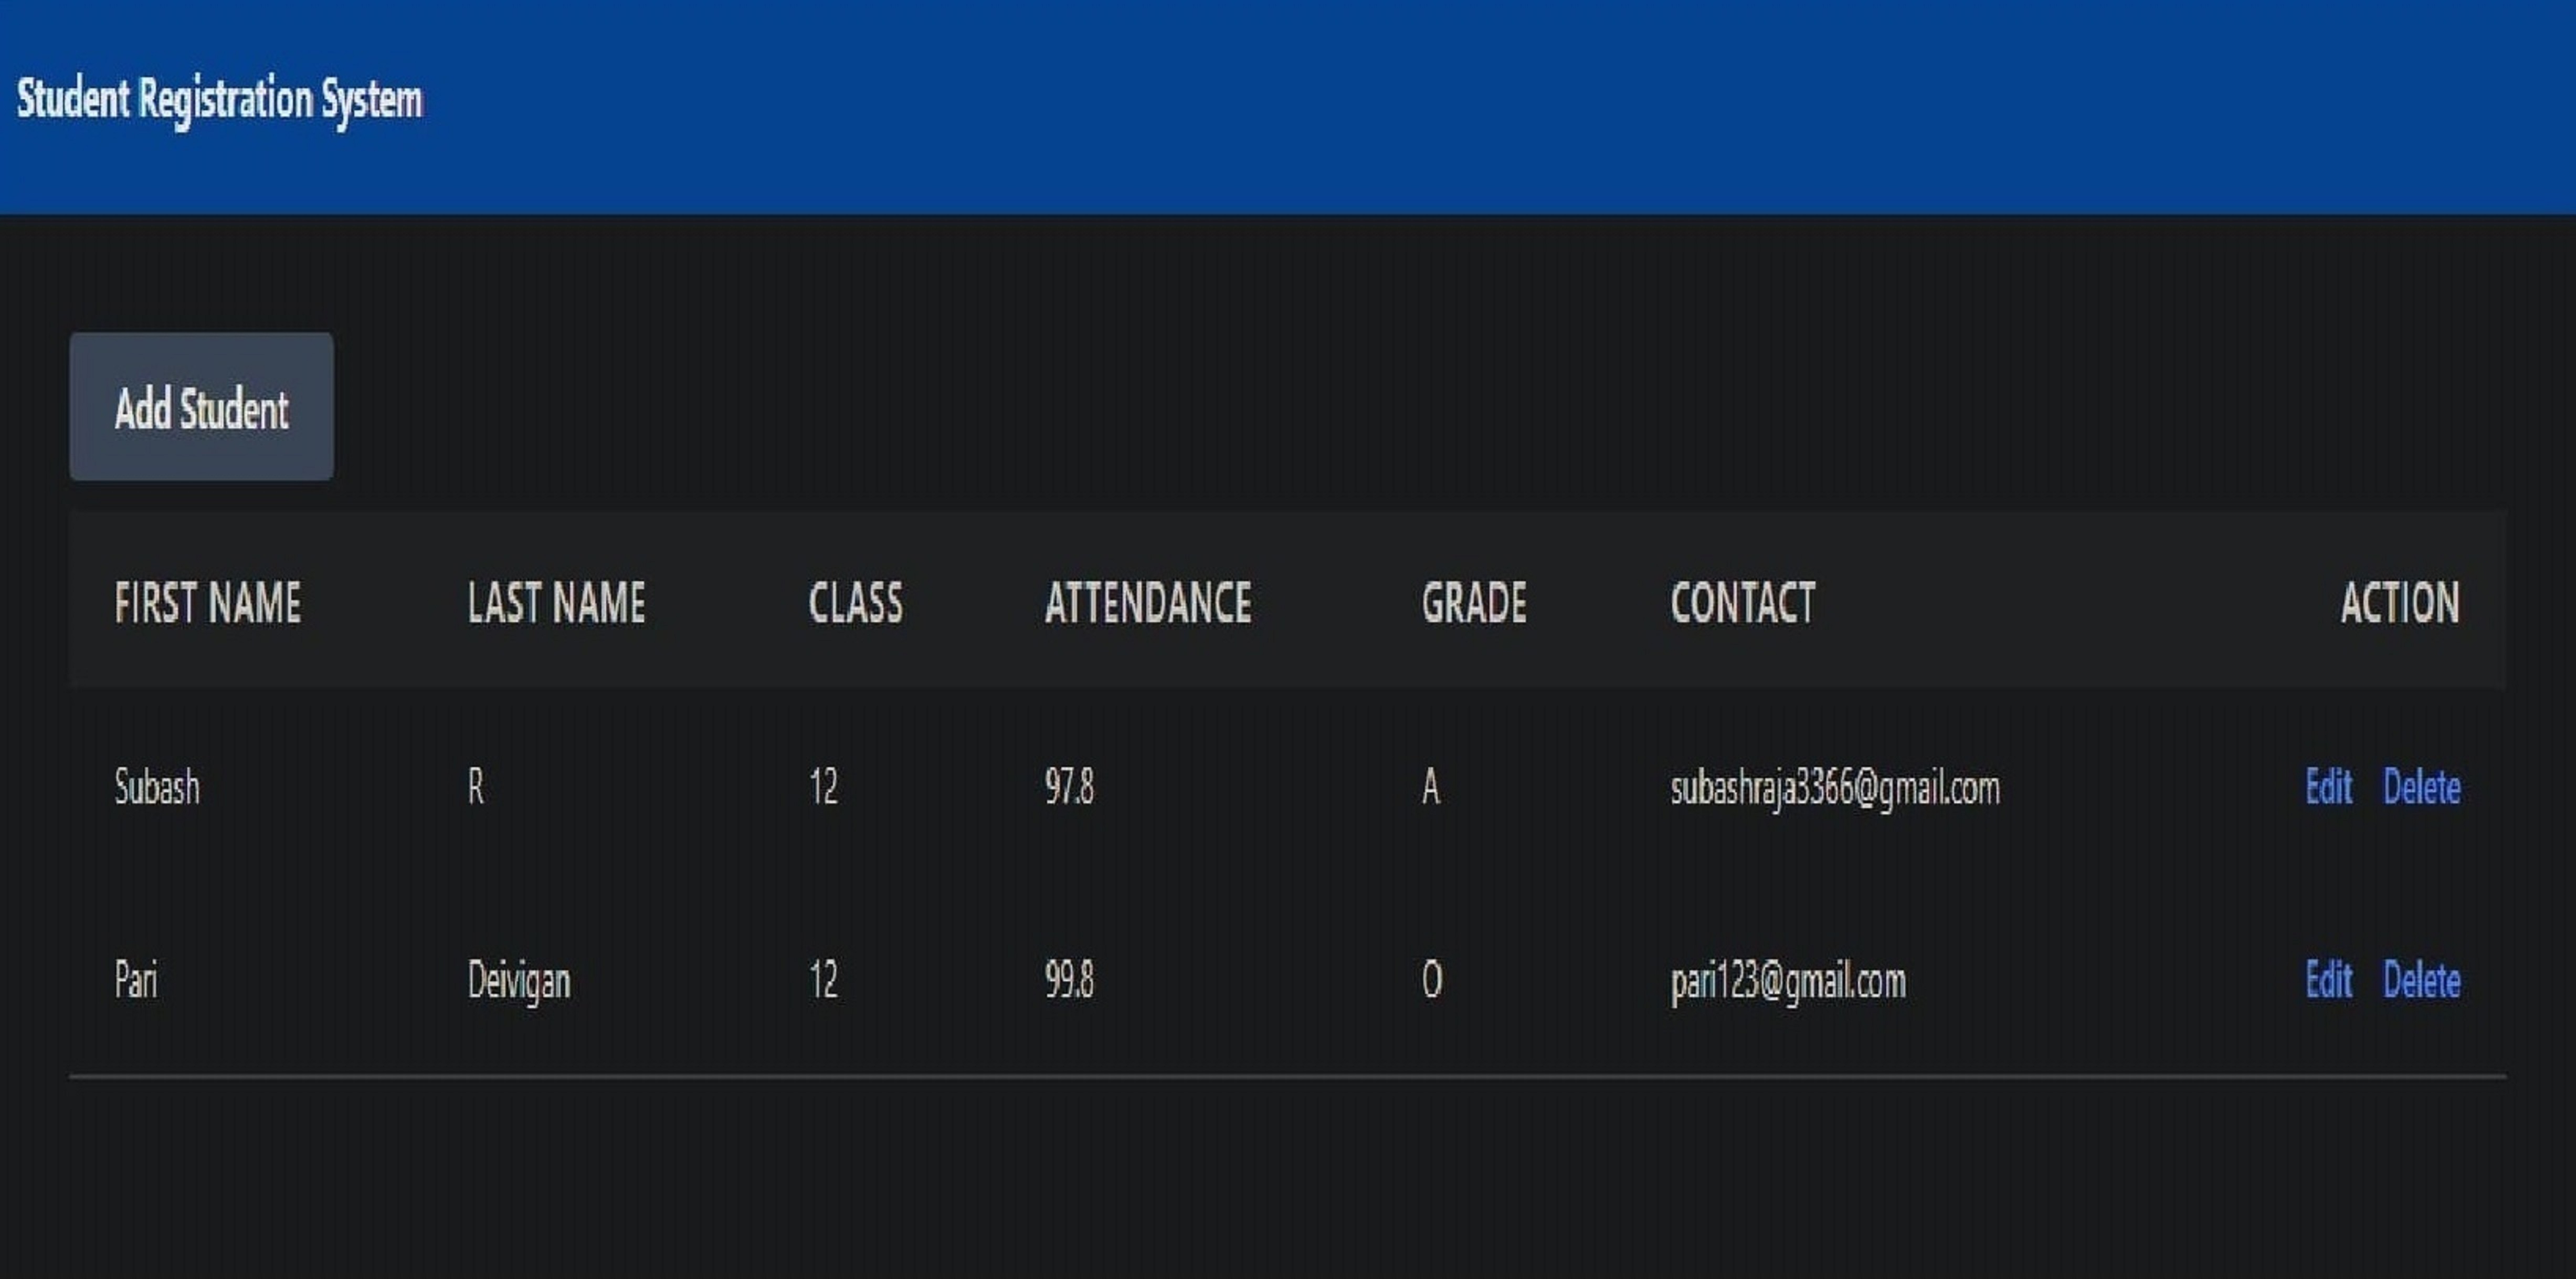 Student Registration System
Add Student
FIRST NAME LAST NAME CLASS ATTENDANCE GRADE CONTACT ACTION
Subash R 12 97.8 A subashraja3366@gmail.com Edit Delete
Pari Deivigan 12 99.8 O pari123@gmail.com Edit Delete